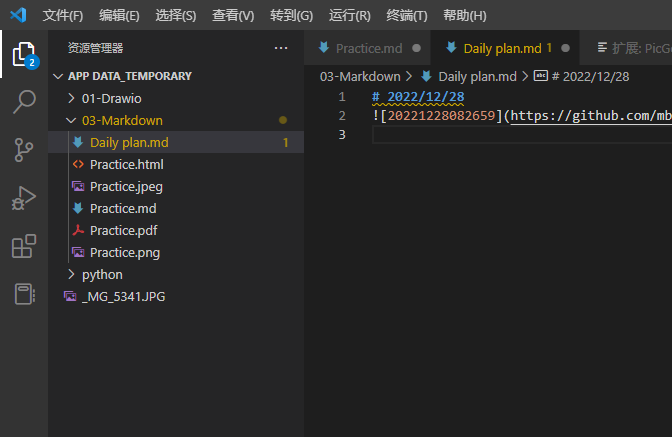 文件(F) 编辑(E) 选择(S) 查看(V) 转到(G) 运行(R) 终端(T) 帮助(H)
资源管理器 ···
APP DATA_TEMPORARY
01-Drawio
03-Markdown
Daily plan.md 1
Practice.html
Practice.jpeg
Practice.md
Practice.pdf
Practice.png
python
_MG_5341.JPG
2
Practice.md Daily plan.md 1 扩展: PicG
03-Markdown > Daily plan.md > abc # 2022/12/28
1 # 2022/12/28
2 ![20221228082659](https://github.com/mb
3